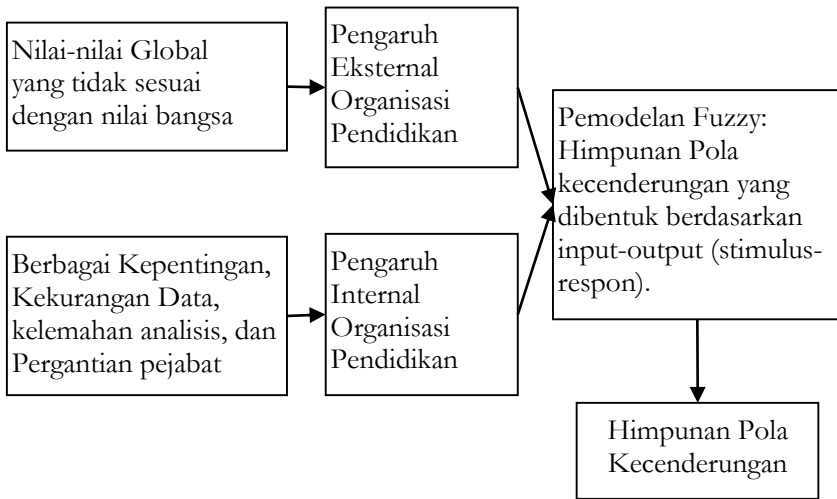 Nilai-nilai Global
yang tidak sesuai
dengan nilai bangsa
Pengaruh
Eksternal
Organisasi
Pendidikan
Berbagai Kepentingan,
Kekurangan Data,
kelemahan analisis, dan
Pergantian pejabat
Pengaruh
Internal
Organisasi
Pendidikan
Pemodelan Fuzzy:
Himpunan Pola
kecenderungan yang
dibentuk berdasarkan
input-output (stimulus-
respon).
Himpunan Pola
Kecenderungan